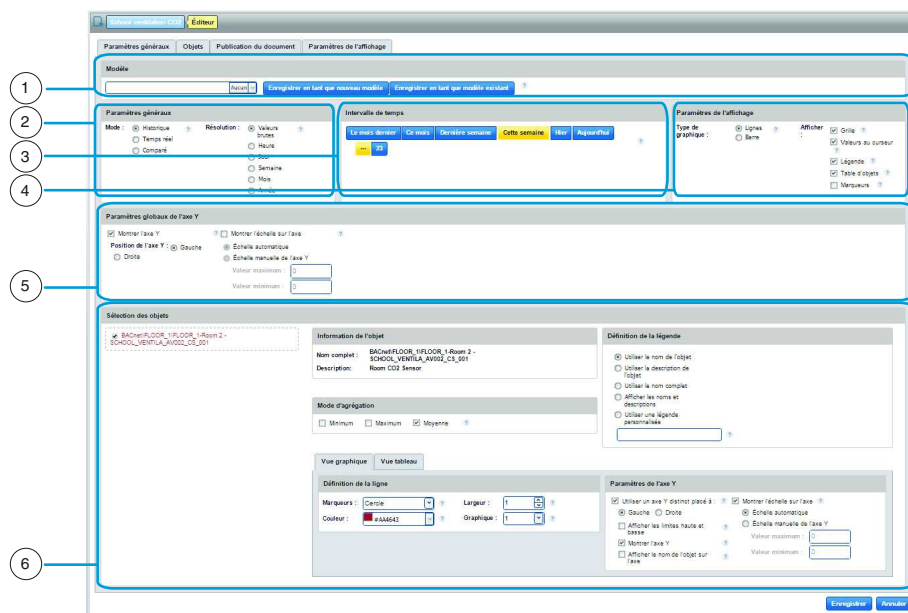 School ventilation CO2 Éditeur
Paramètres généraux Objets Publication du document Paramètres de l'affichage
Modèle
1
Aucun Enregistrer en tant que nouveau modèle Enregistrer en tant que modèle existant ?
2
Paramètres généraux
Mode : Historique ? Résolution : Valeurs brutes ?
Temps réel Heure
Comparé Jour
Semaine
Mois
Année
3
Intervalle de temps
Le mois dernier Ce mois Dernière semaine Cette semaine Hier Aujourd'hui ?
--- 23
4
Paramètres de l'affichage
Type de graphique : Lignes ? Afficher : Grille ?
Barre Valeurs au curseur ?
Légende ?
Table d'objets ?
Marqueurs ?
Paramètres globaux de l'axe Y
Montrer l'axe Y ? Montrer l'échelle sur l'axe ?
Position de l'axe Y : Gauche Échelle automatique
Droite Échelle manuelle de l'axe Y
5
Valeur maximum : 0
Valeur minimum : 0
Sélection des objets
BACnet\FLOOR_1\FLOOR_1-Room 2 -
SCHOOL_VENTILA_AV002_CS_001
Information de l'objet
Nom complet : BACnet\FLOOR_1\FLOOR_1-Room 2 -
SCHOOL_VENTILA_AV002_CS_001
Description: Room CO2 Sensor
Mode d'agrégation
Minimum Maximum Moyenne ?
Définition de la légende
Utiliser le nom de l'objet
Utiliser la description de
l'objet
Utiliser le nom complet
Afficher les noms et
descriptions
Utiliser une légende
personnalisée
?
Vue graphique Vue tableau
Définition de la ligne
Marqueurs : Cercle ? Largeur : 1 ?
Couleur : #AA4643 ? Graphique : 1 ?
Paramètres de l'axe Y
Utiliser un axe Y distinct placé à : ? Montrer l'échelle sur l'axe ?
Gauche Droite Échelle automatique
Afficher les limites haute et
basse ? Échelle manuelle de l'axe Y
Montrer l'axe Y ? Valeur maximum : 0
Afficher le nom de l'objet sur
l'axe ? Valeur minimum : 0
6
Enregistrer Annuler